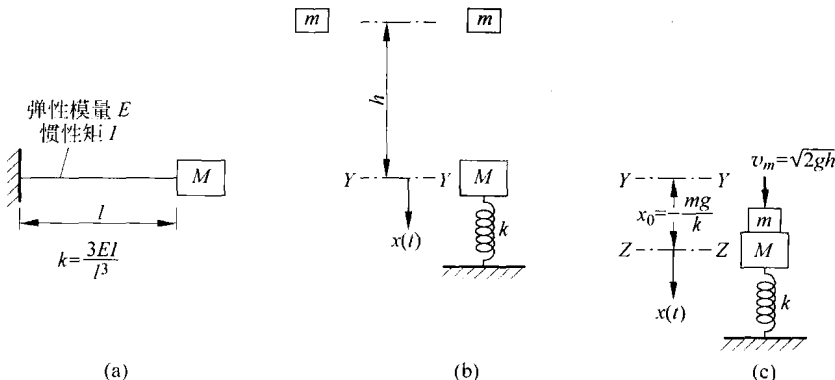 弹性模量 E
惯性矩 I
M
l
k=3EI/l³
(a)
m
m
h
Y
Y
M
x(t)
k
(b)
v_m=√2gh
Y
Y
x₀=-mg/k
m
Z
Z
M
x(t)
k
(c)